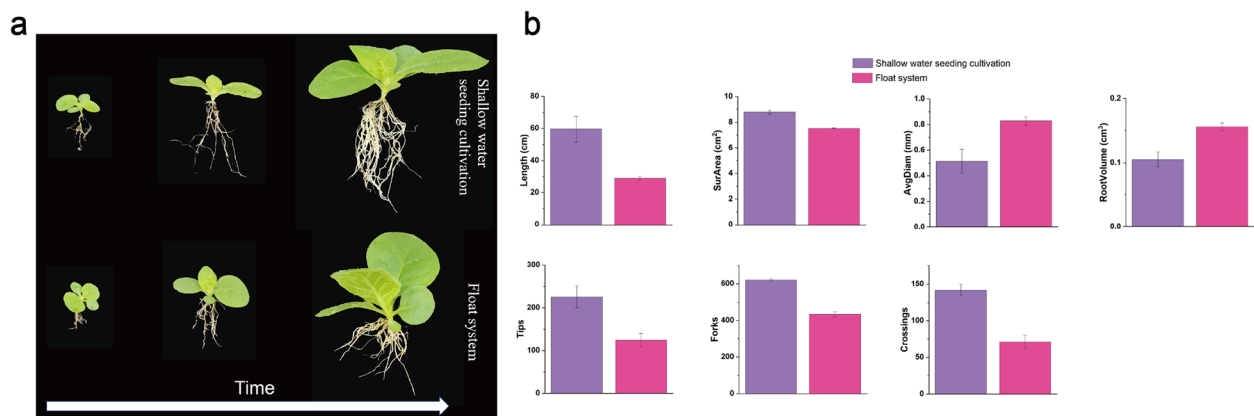 a
Shallow water
seeding cultivation
Float system
Time
b
Shallow water seeding cultivation
Float system
Length (cm)
80
60
40
20
0
SurArea (cm²)
10
8
6
4
2
0
AvgDiam (mm)
1.0
0.8
0.6
0.4
0.2
0.0
RootVolume (cm³)
0.2
0.1
0.0
Tips
300
200
100
0
Forks
600
400
200
0
Crossings
150
100
50
0